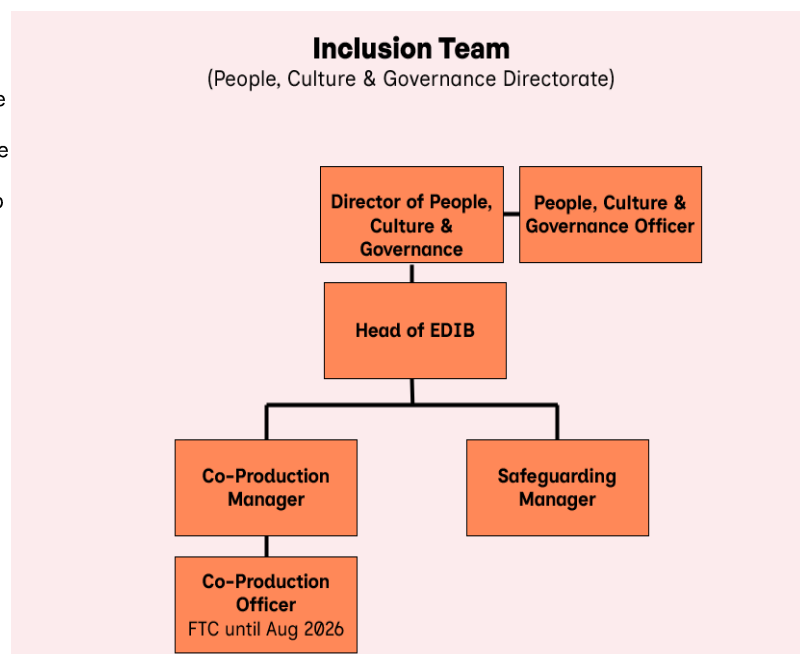 Inclusion Team
(People, Culture & Governance Directorate)
e
e
Director of People,
Culture &
Governance
People, Culture &
Governance Officer
Head of EDIB
Co-Production
Manager
Safeguarding
Manager
Co-Production
Officer
FTC until Aug 2026